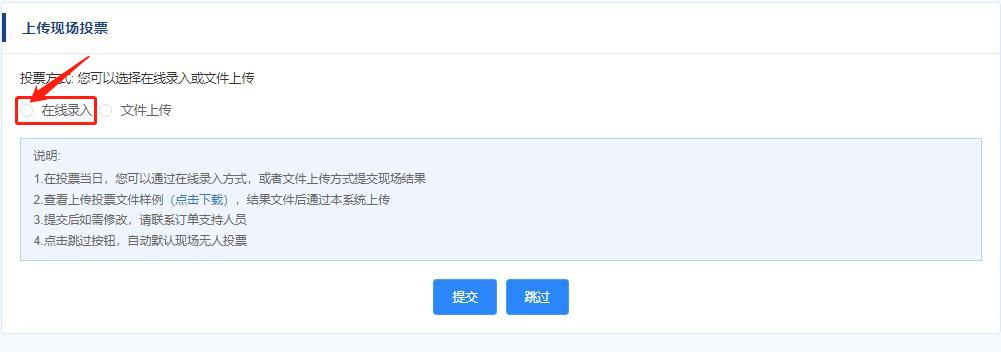 上传现场投票
投票方式: 您可以选择在线录入或文件上传
在线录入 文件上传
说明:
1.在投票当日，您可以通过在线录入方式，或者文件上传方式提交现场结果
2.查看上传投票文件样例（点击下载），结果文件后通过本系统上传
3.提交后如需修改，请联系订单支持人员
4.点击跳过按钮，自动默认现场无人投票
提交 跳过